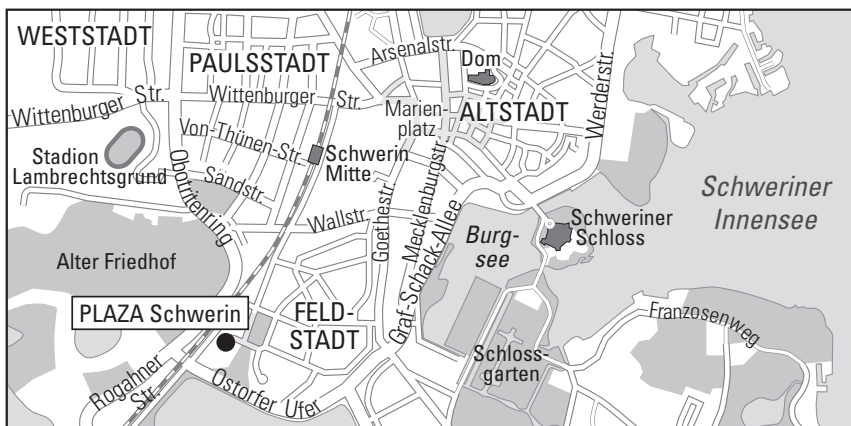 WESTSTADT
PAULSSTADT
Arsenalstr.
Dom
Wittenburger Str.
Wittenburger Str.
Marien-
platz
ALTSTADT
Werderstr.
Von-Thünen-Str.
Schwerin
Mitte
Stadion
Lambrechtsgrund
Obotritenring
Sandstr.
Wallstr.
Goethestr.
Mecklenburgstr.
Graf-Schack-Allee
Burg-
see
Schweriner
Schloss
Schweriner
Innensee
Alter Friedhof
PLAZA Schwerin
FELD-
STADT
Schloss-
garten
Franzosenweg
Rogahner
Str.
Ostorfer Ufer